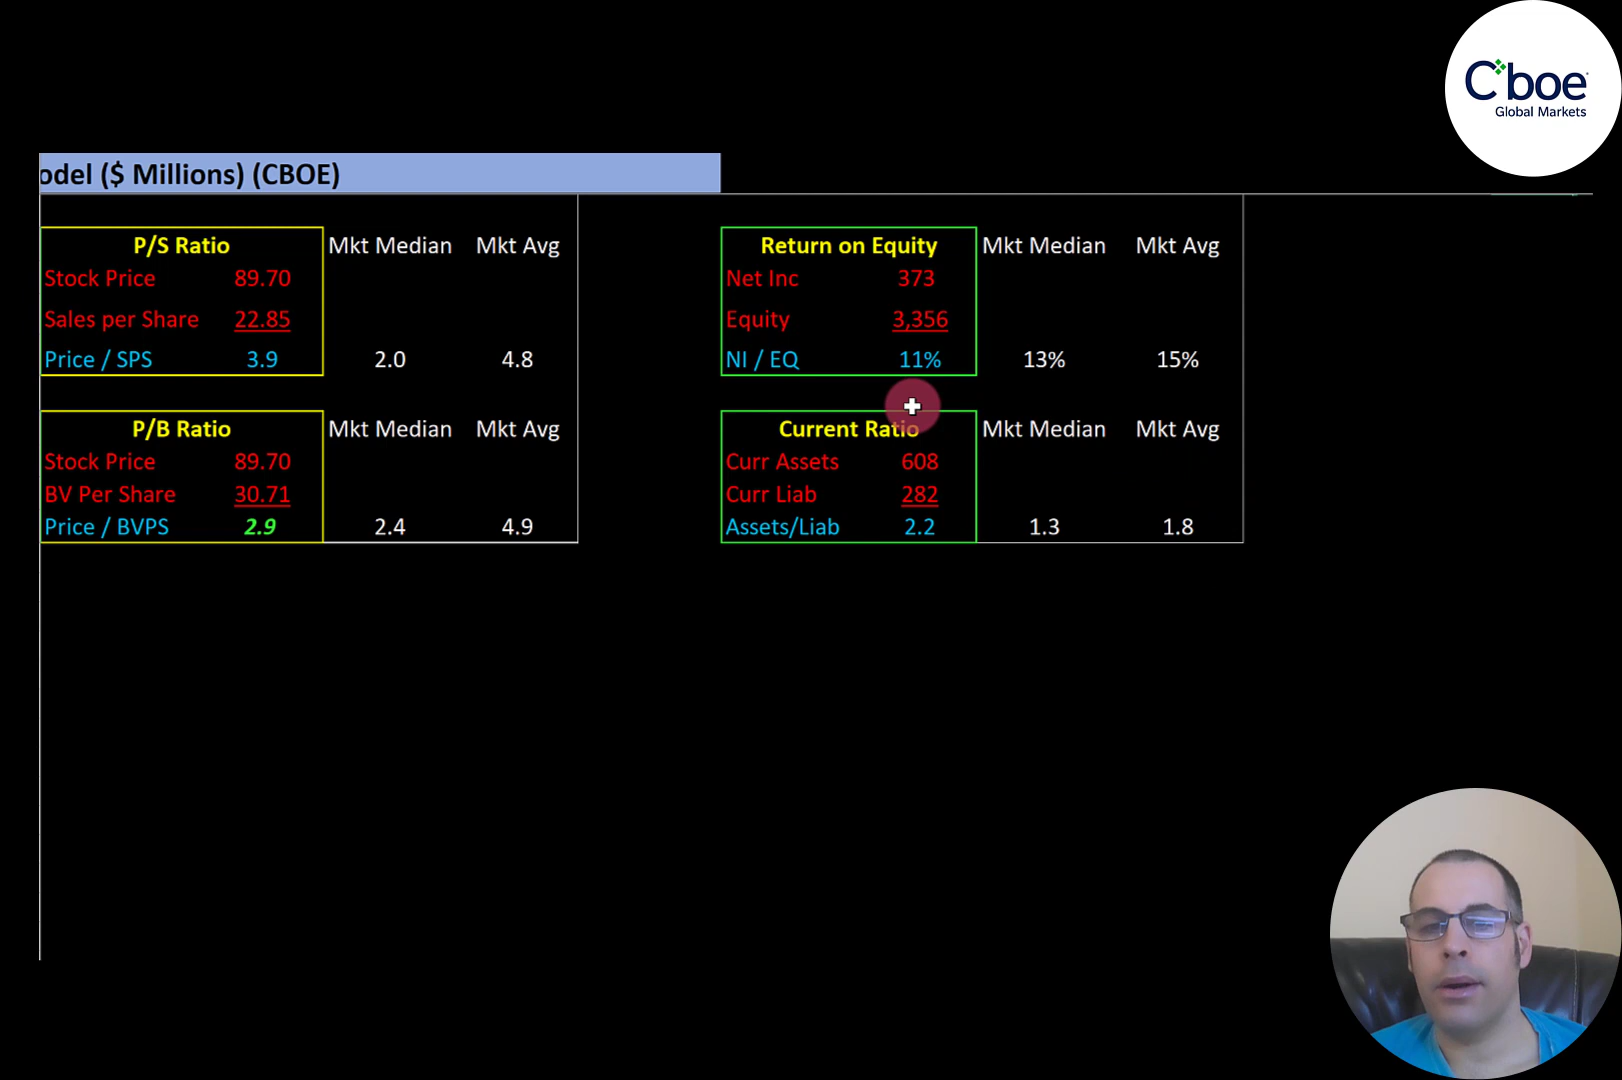 C boe
Global Markets
odel ($ Millions) (CBOE)
P/S Ratio Mkt Median Mkt Avg
Stock Price 89.70
Sales per Share 22.85
Price / SPS 3.9 2.0 4.8
P/B Ratio Mkt Median Mkt Avg
Stock Price 89.70
BV Per Share 30.71
Price / BVPS 2.9 2.4 4.9
Return on Equity Mkt Median Mkt Avg
Net Inc 373
Equity 3,356
NI / EQ 11% 13% 15%
Current Ratio Mkt Median Mkt Avg
Curr Assets 608
Curr Liab 282
Assets/Liab 2.2 1.3 1.8